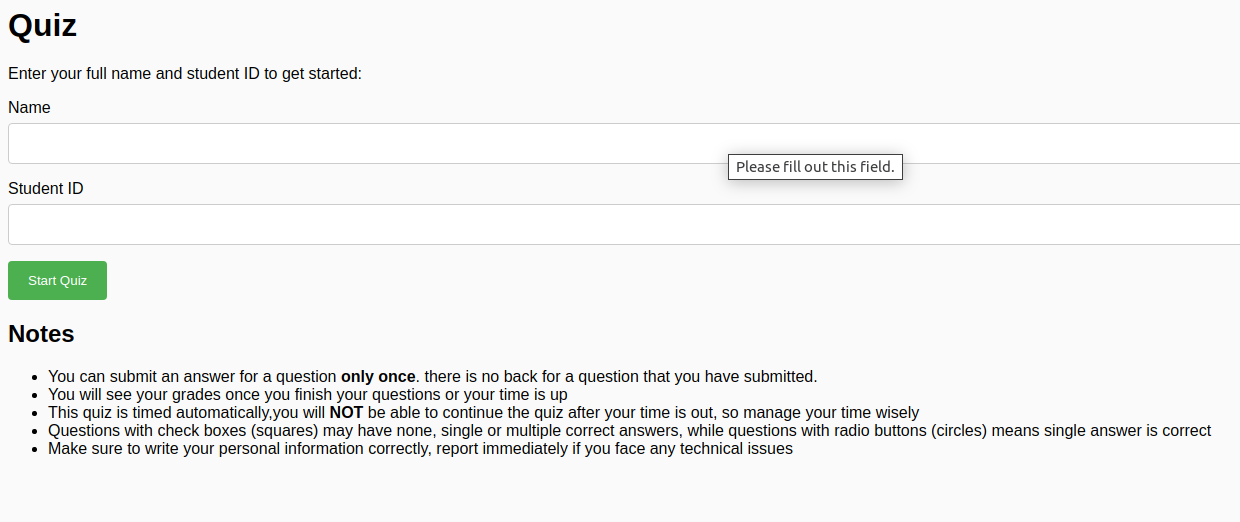 Quiz
Enter your full name and student ID to get started:
Name
Please fill out this field.
Student ID
Start Quiz
Notes
You can submit an answer for a question only once. there is no back for a question that you have submitted.
You will see your grades once you finish your questions or your time is up
This quiz is timed automatically,you will NOT be able to continue the quiz after your time is out, so manage your time wisely
Questions with check boxes (squares) may have none, single or multiple correct answers, while questions with radio buttons (circles) means single answer is correct
Make sure to write your personal information correctly, report immediately if you face any technical issues